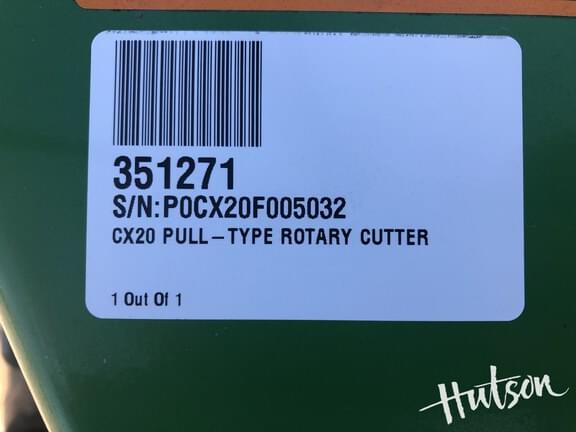 351271
S/N:P0CX20F005032
CX20 PULL-TYPE ROTARY CUTTER
1 Out Of 1
Hutson